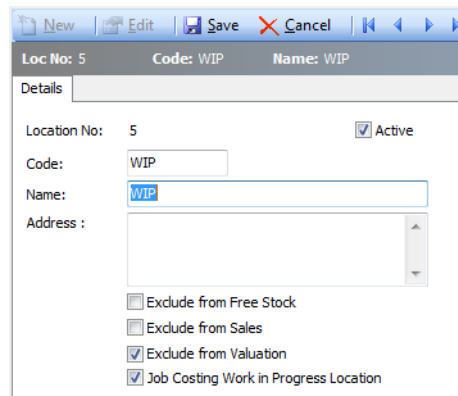 New Edit Save Cancel
Loc No: 5 Code: WIP Name: WIP
Details
Location No: 5 Active
Code: WIP
Name: WIP
Address :
Exclude from Free Stock
Exclude from Sales
Exclude from Valuation
Job Costing Work in Progress Location